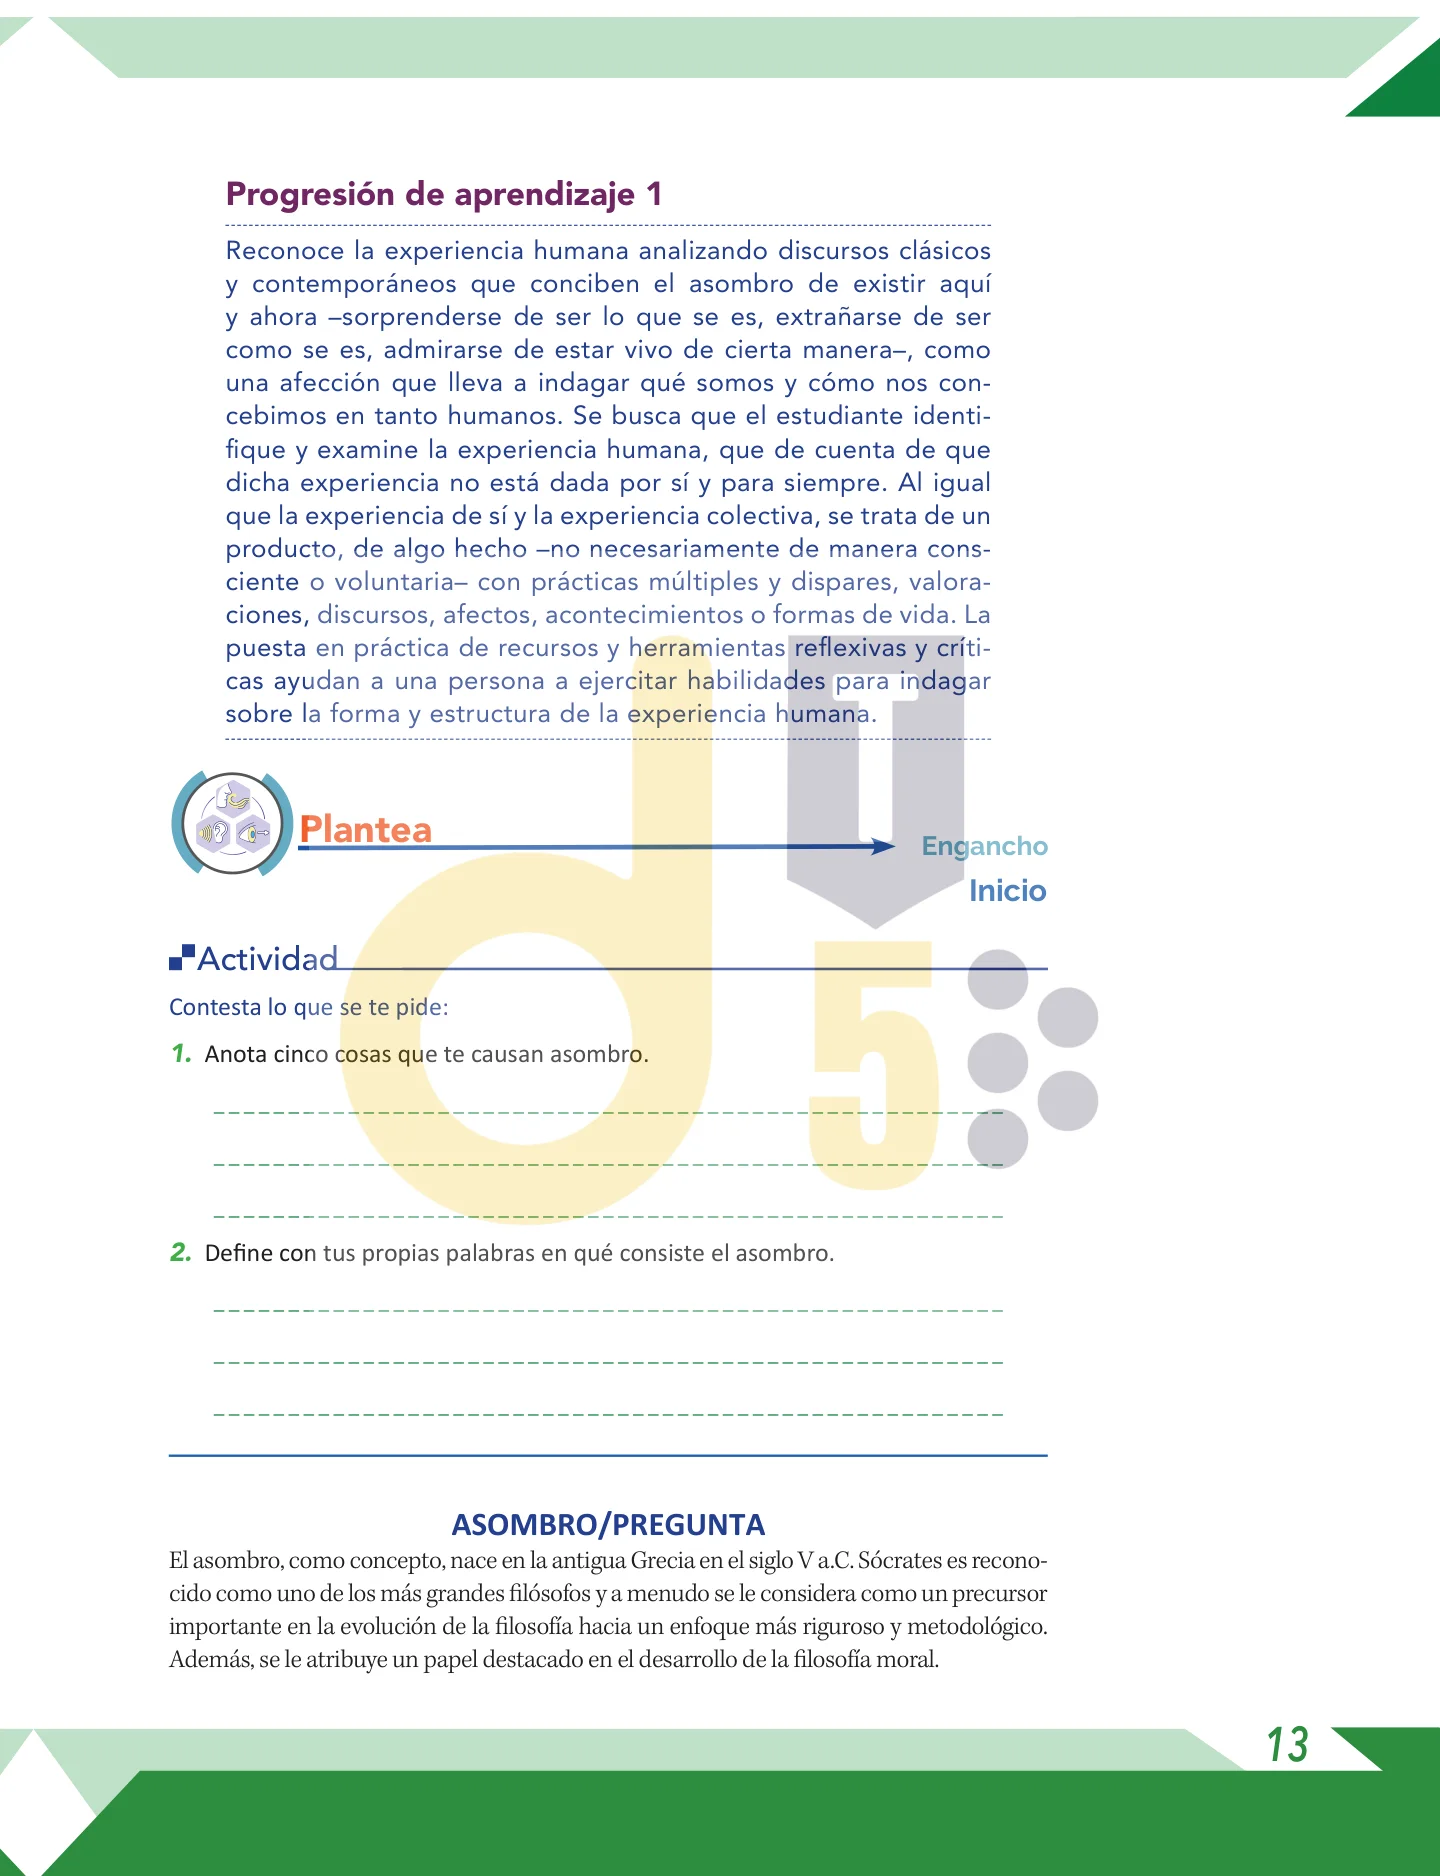 Progresión de aprendizaje 1
Reconoce la experiencia humana analizando discursos clásicos
y contemporáneos que conciben el asombro de existir aquí
y ahora –sorprenderse de ser lo que se es, extrañarse de ser
como se es, admirarse de estar vivo de cierta manera–, como
una afección que lleva a indagar qué somos y cómo nos con-
cebimos en tanto humanos. Se busca que el estudiante identi-
fique y examine la experiencia humana, que de cuenta de que
dicha experiencia no está dada por sí y para siempre. Al igual
que la experiencia de sí y la experiencia colectiva, se trata de un
producto, de algo hecho –no necesariamente de manera cons-
ciente o voluntaria– con prácticas múltiples y dispares, valora-
ciones, discursos, afectos, acontecimientos o formas de vida. La
puesta en práctica de recursos y herramientas reflexivas y críti-
cas ayudan a una persona a ejercitar habilidades para indagar
sobre la forma y estructura de la experiencia humana.
Plantea
Engancho
Inicio
Actividad
Contesta lo que se te pide:
1. Anota cinco cosas que te causan asombro.
2. Define con tus propias palabras en qué consiste el asombro.
d T 5
ASOMBRO/PREGUNTA
El asombro, como concepto, nace en la antigua Grecia en el siglo V a.C. Sócrates es recono-
cido como uno de los más grandes filósofos y a menudo se le considera como un precursor
importante en la evolución de la filosofía hacia un enfoque más riguroso y metodológico.
Además, se le atribuye un papel destacado en el desarrollo de la filosofía moral.
13